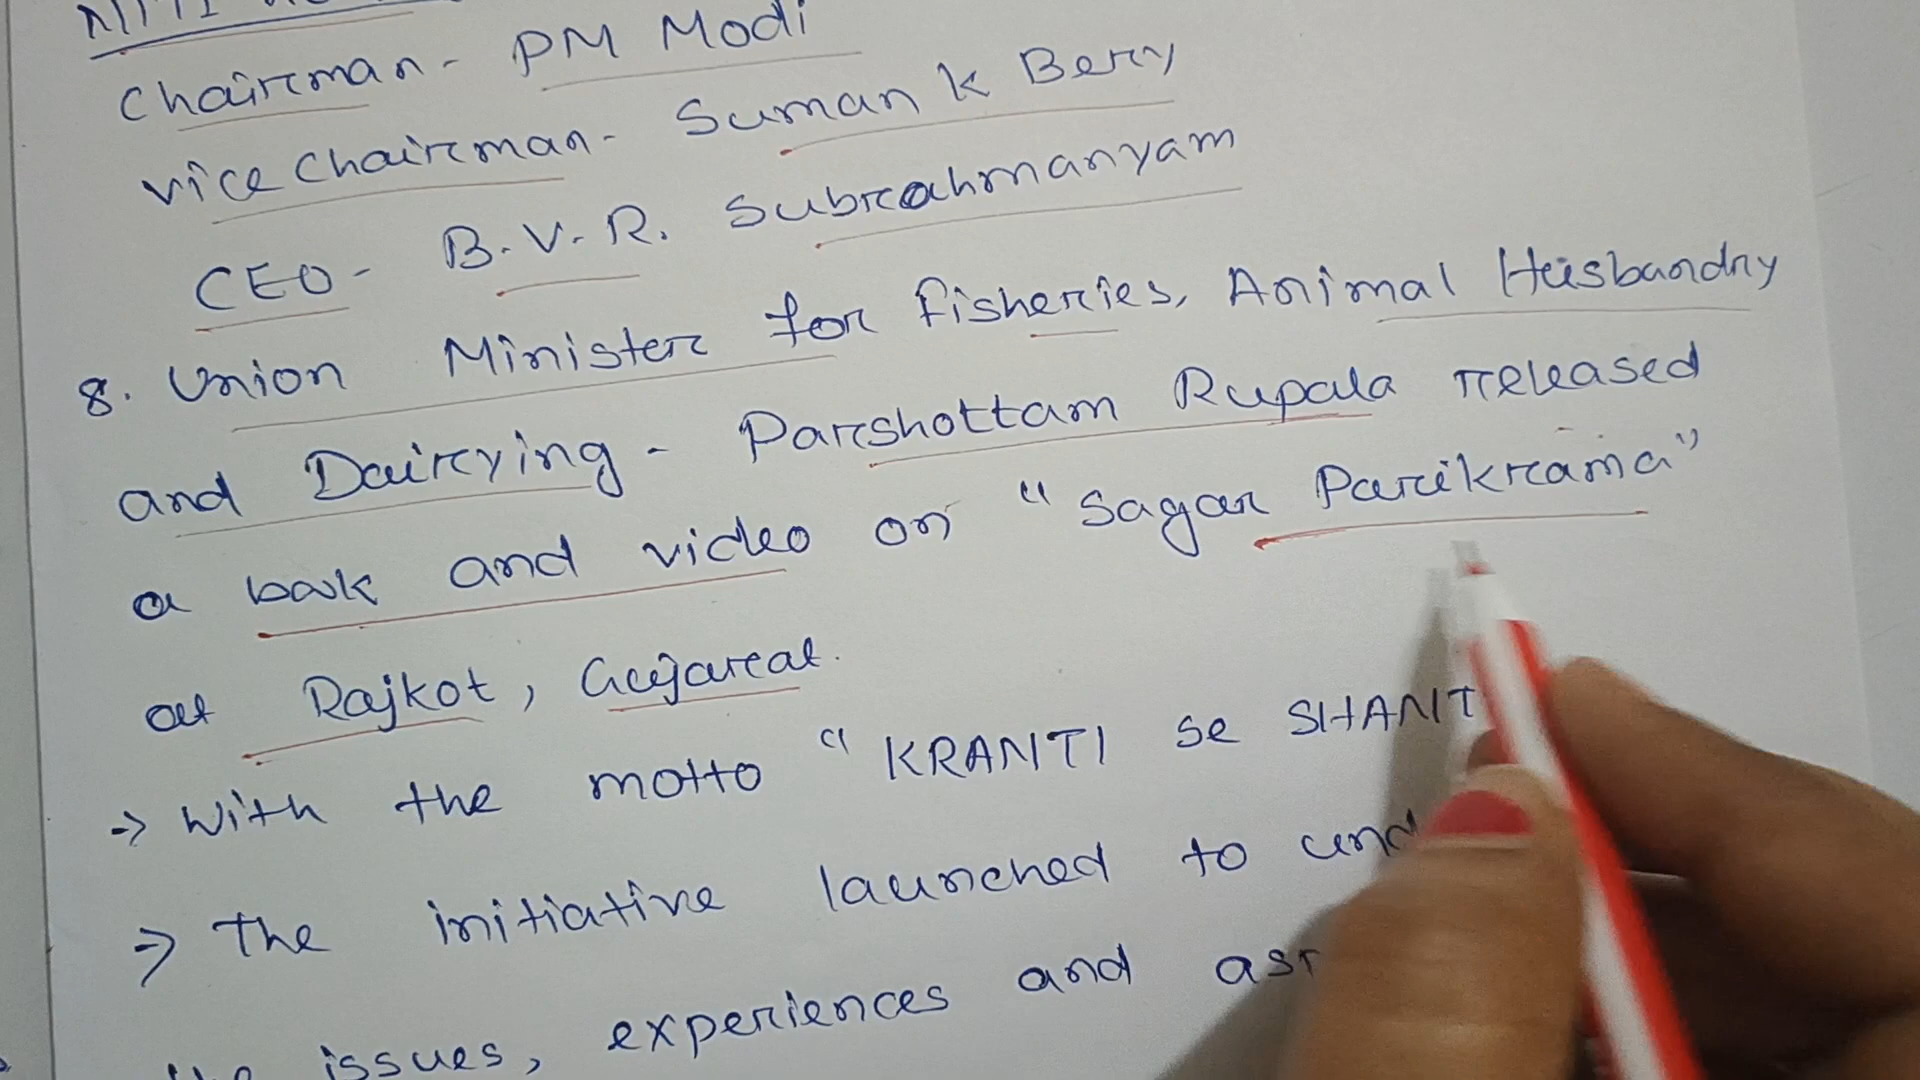 Chairman - PM Modi
Vice Chairman - Suman k Bery
CEO - B.V.R. Subrahmanyam
8. Union Minister for Fisheries, Animal Husbandry
and Dairying - Parshottam Rupala released
a book and video on "Sagar Parikrama"
at Rajkot, Gujarat.
→ With the motto "KRANTI se SHANT
⇒ The initiative launched to
issues, experiences and